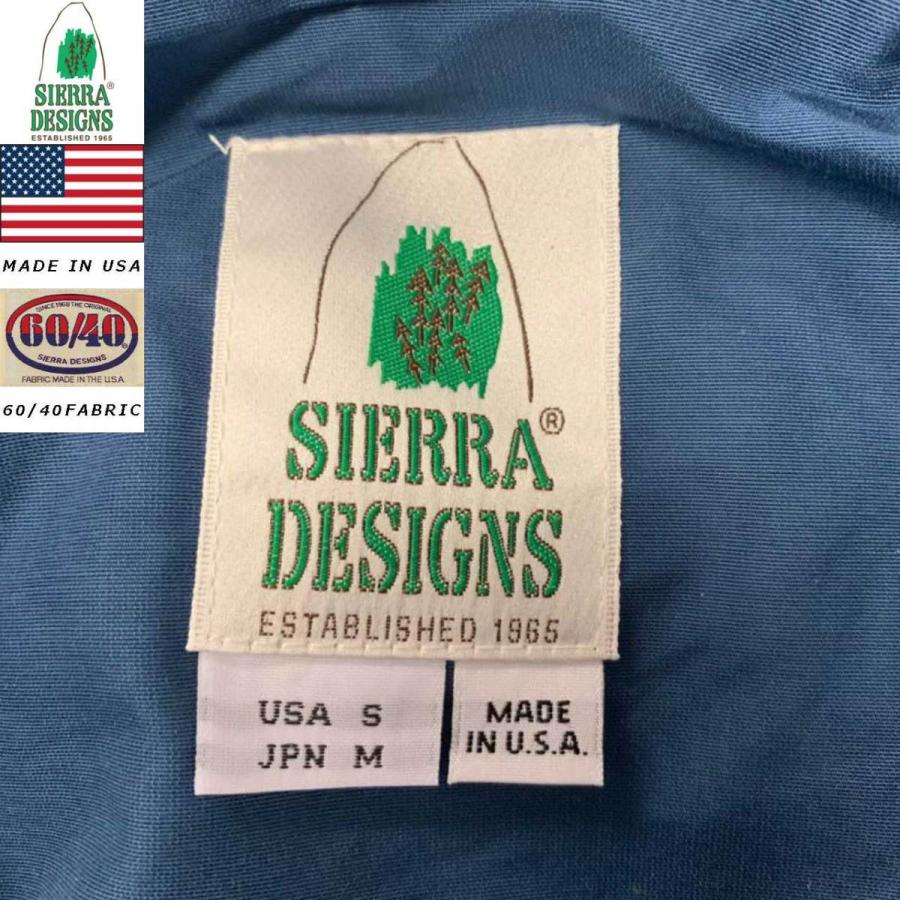 SIERRA®
DESIGNS
ESTABLISHED 1965
MADE IN USA
SINCE 1968 THE ORIGINAL
60/40®
SIERRA DESIGNS
FABRIC MADE IN THE U.S.A.
60/40FABRIC
SIERRA®
DESIGNS
ESTABLISHED 1965
USA S
JPN M
MADE
IN U.S.A.